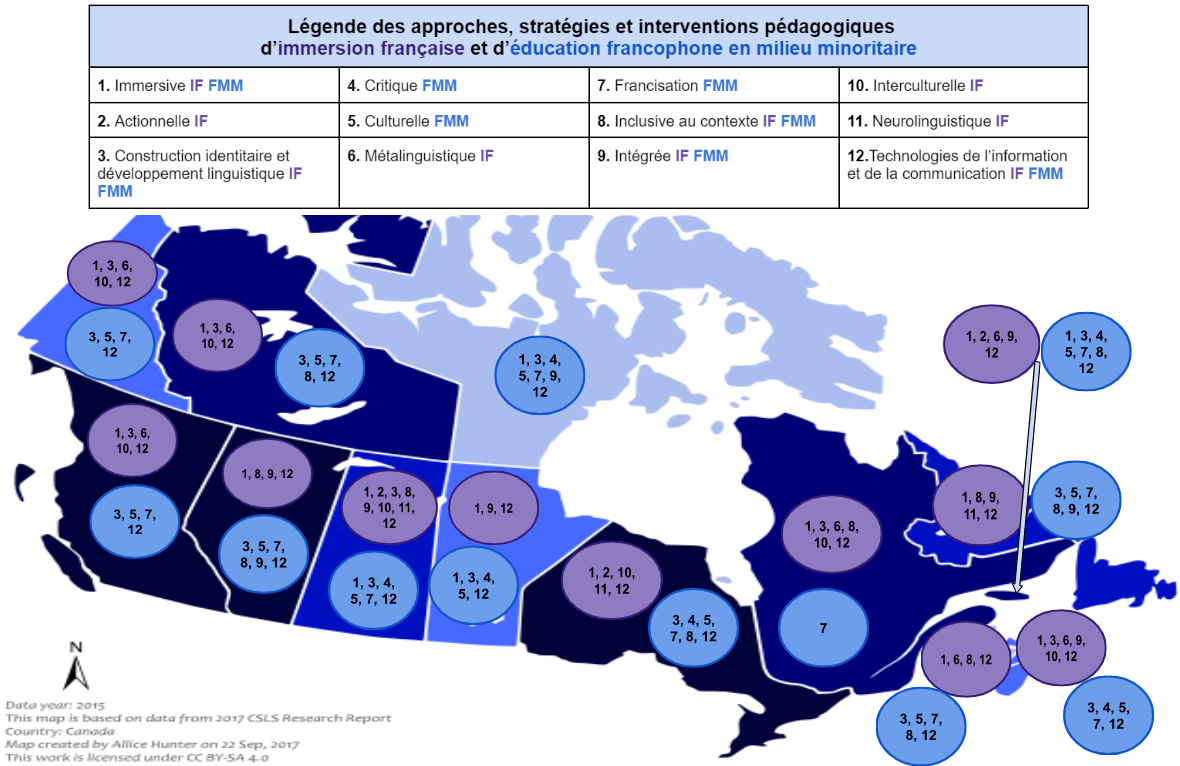 Légende des approches, stratégies et interventions pédagogiques
d'immersion française et d'éducation francophone en milieu minoritaire
1. Immersive IF FMM
4. Critique FMM
7. Francisation FMM
10. Interculturelle IF
2. Actionnelle IF
5. Culturelle FMM
8. Inclusive au contexte IF FMM
11. Neurolinguistique IF
3. Construction identitaire et
développement linguistique IF
FMM
6. Métalinguistique IF
9. Intégrée IF FMM
12.Technologies de l'information
et de la communication IF FMM
1, 3, 6,
10, 12
3, 5, 7,
12
1, 3, 6,
10, 12
3, 5, 7,
8, 12
1, 3, 4,
5, 7, 9,
12
1, 2, 6, 9,
12
1, 3, 4,
5, 7, 8,
12
1, 3, 6,
10, 12
3, 5, 7,
12
1, 8, 9, 12
3, 5, 7,
8, 9, 12
1, 2, 3, 8,
9, 10, 11,
12
1, 3, 4,
5, 7, 12
1, 9, 12
1, 3, 4,
5, 12
1, 2, 10,
11, 12
3, 4, 5,
7, 8, 12
1, 3, 6, 8,
10, 12
7
1, 8, 9,
11, 12
3, 5, 7,
8, 9, 12
1, 6, 8, 12
3, 5, 7,
8, 12
1, 3, 6, 9,
10, 12
3, 4, 5,
7, 12
N
Data year: 2015
This map is based on data from 2017 CSLS Research Report
Country: Canada
Map created by Allice Hunter on 22 Sep, 2017
This work is licensed under CC BY-SA 4.0